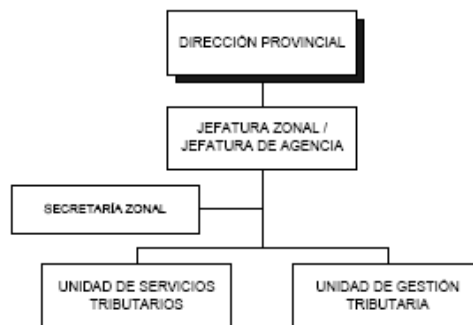 DIRECCIÓN PROVINCIAL
JEFATURA ZONAL /
JEFATURA DE AGENCIA
SECRETARÍA ZONAL
UNIDAD DE SERVICIOS
TRIBUTARIOS
UNIDAD DE GESTIÓN
TRIBUTARIA